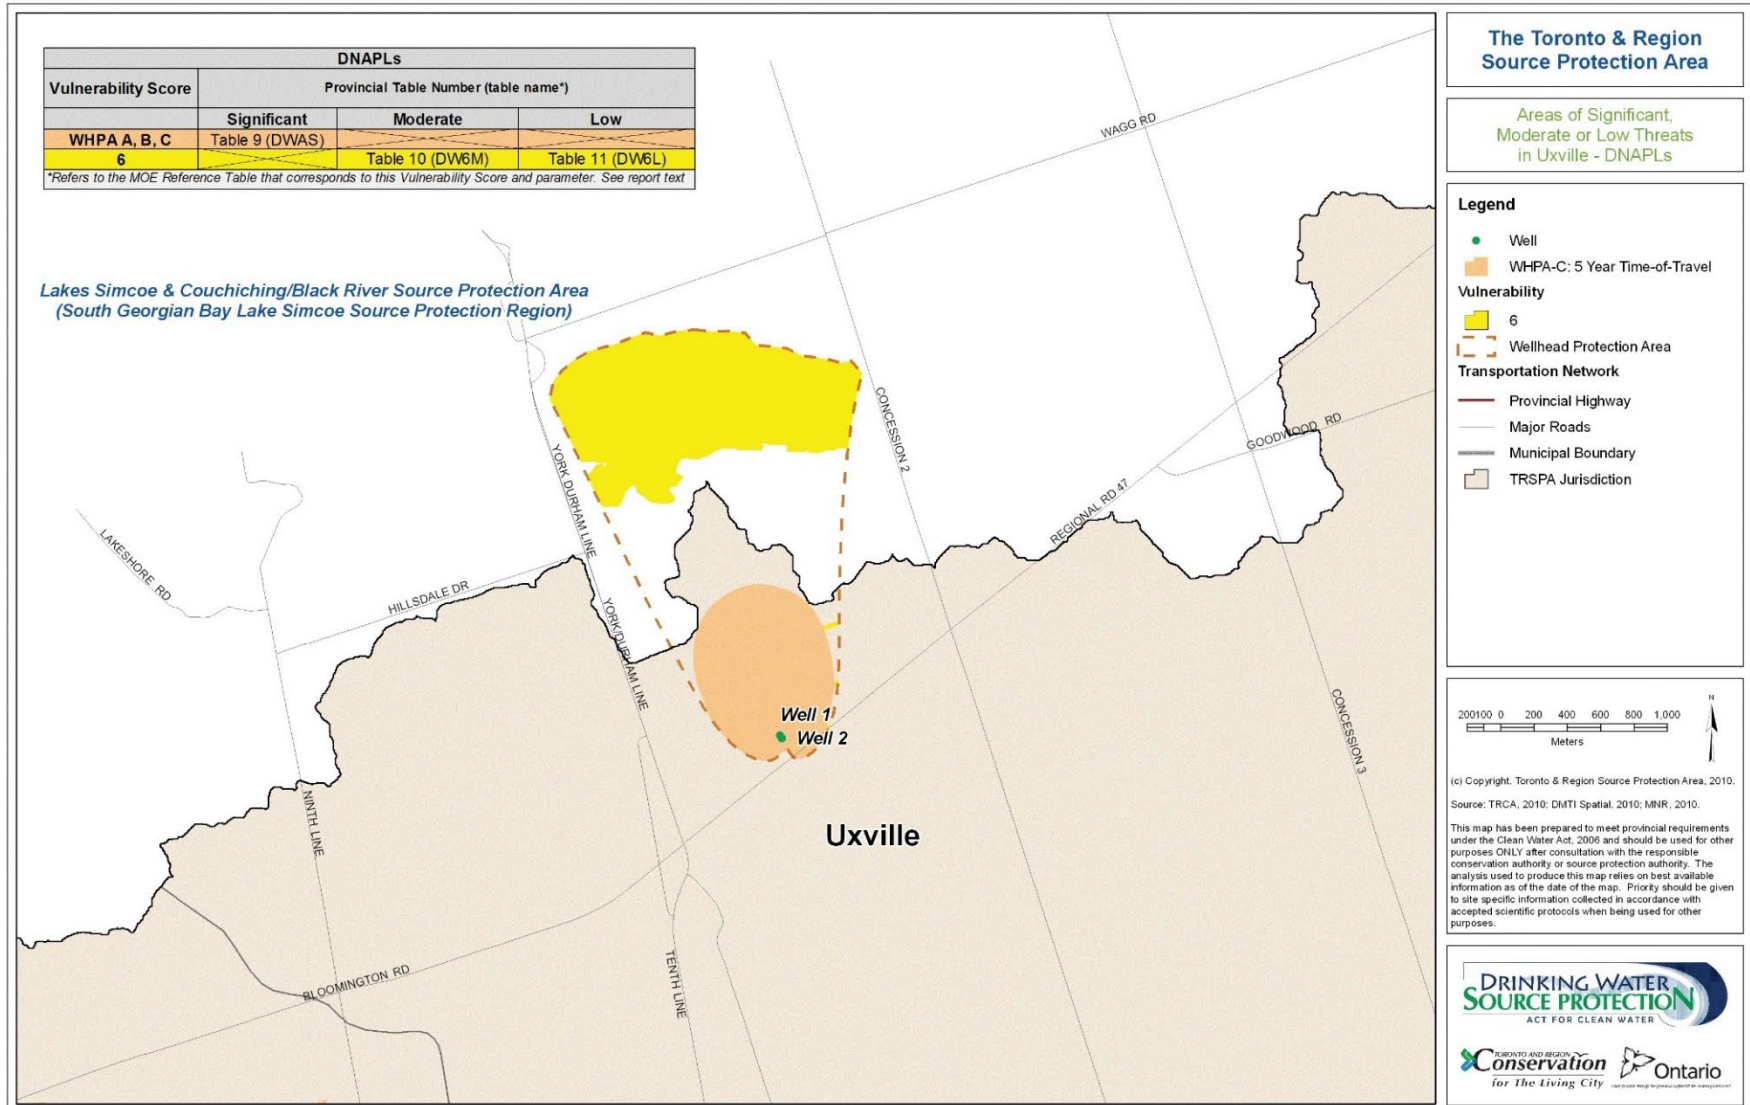 DNAPLs
Vulnerability Score
Provincial Table Number (table name*)
Significant
Moderate
Low
WHPA A, B, C
Table 9 (DWAS)
6
Table 10 (DW6M)
Table 11 (DW6L)
*Refers to the MOE Reference Table that corresponds to this Vulnerability Score and parameter. See report text
Lakes Simcoe & Couchiching/Black River Source Protection Area
(South Georgian Bay Lake Simcoe Source Protection Region)
WAGG RD
CONCESSION 2
GOODWOOD RD
REGIONAL RD 47
YORK DURHAM LINE
LAKESHORE RD
HILLSDALE DR
YORK/DURHAM LINE
CONCESSION 3
Well 1
Well 2
NINTH LINE
Uxville
BLOOMINGTON RD
TENTH LINE
The Toronto & Region
Source Protection Area
Areas of Significant,
Moderate or Low Threats
in Uxville - DNAPLs
Legend
Well
WHPA-C: 5 Year Time-of-Travel
Vulnerability
6
Wellhead Protection Area
Transportation Network
Provincial Highway
Major Roads
Municipal Boundary
TRSPA Jurisdiction
N
200100 0 200 400 600 800 1,000
Meters
(c) Copyright. Toronto & Region Source Protection Area, 2010.
Source: TRCA, 2010; DMTI Spatial, 2010; MNR, 2010.
This map has been prepared to meet provincial requirements
under the Clean Water Act, 2006 and should be used for other
purposes ONLY after consultation with the responsible
conservation authority or source protection authority. The
analysis used to produce this map relies on best available
information as of the date of the map. Priority should be given
to site specific information collected in accordance with
accepted scientific protocols when being used for other
purposes.
DRINKING WATER
SOURCE PROTECTION
ACT FOR CLEAN WATER
TORONTO AND REGION
Conservation
for The Living City
Ontario